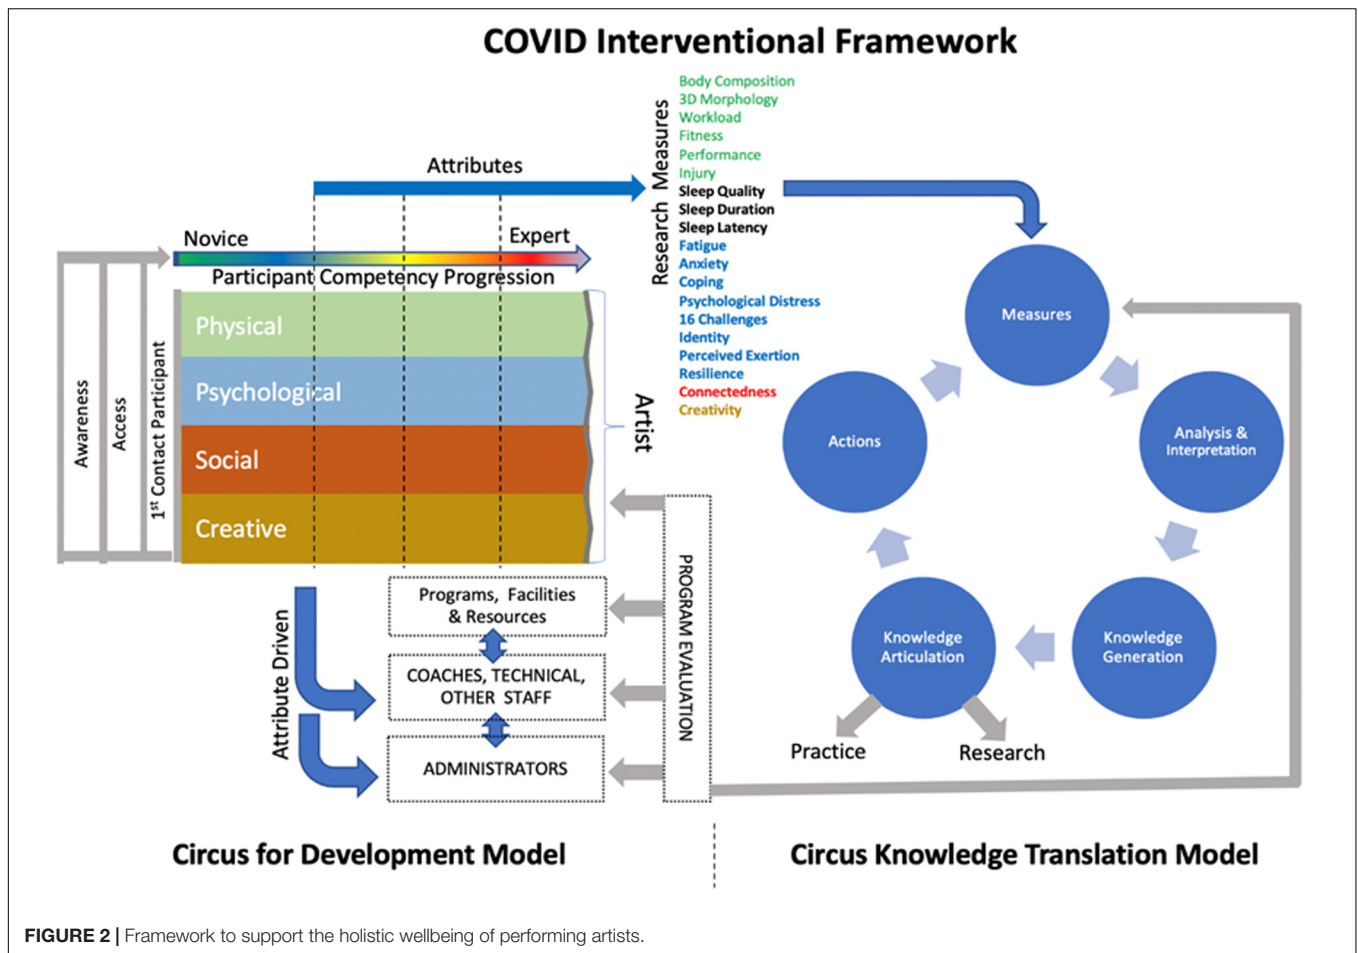 COVID Interventional Framework
Attributes
Research Measures
Body Composition
3D Morphology
Workload
Fitness
Performance
Injury
Sleep Quality
Sleep Duration
Sleep Latency
Fatigue
Anxiety
Coping
Psychological Distress
16 Challenges
Identity
Perceived Exertion
Resilience
Connectedness
Creativity
Novice
Expert
Participant Competency Progression
Awareness
Access
1st Contact Participant
Physical
Psychological
Social
Creative
Artist
Attribute Driven
Programs, Facilities
& Resources
COACHES, TECHNICAL,
OTHER STAFF
ADMINISTRATORS
PROGRAM EVALUATION
Measures
Analysis &
Interpretation
Knowledge
Generation
Knowledge
Articulation
Actions
Practice
Research
Circus for Development Model
Circus Knowledge Translation Model
FIGURE 2 | Framework to support the holistic wellbeing of performing artists.